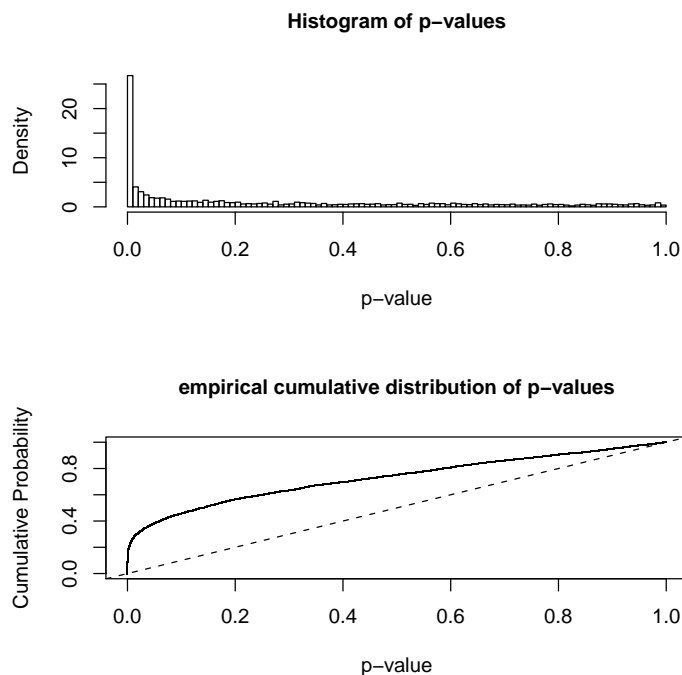 Histogram of p−values
Density
20
10
0
0.0 0.2 0.4 0.6 0.8 1.0
p−value
empirical cumulative distribution of p−values
Cumulative Probability
0.8
0.4
0.0
0.0 0.2 0.4 0.6 0.8 1.0
p−value